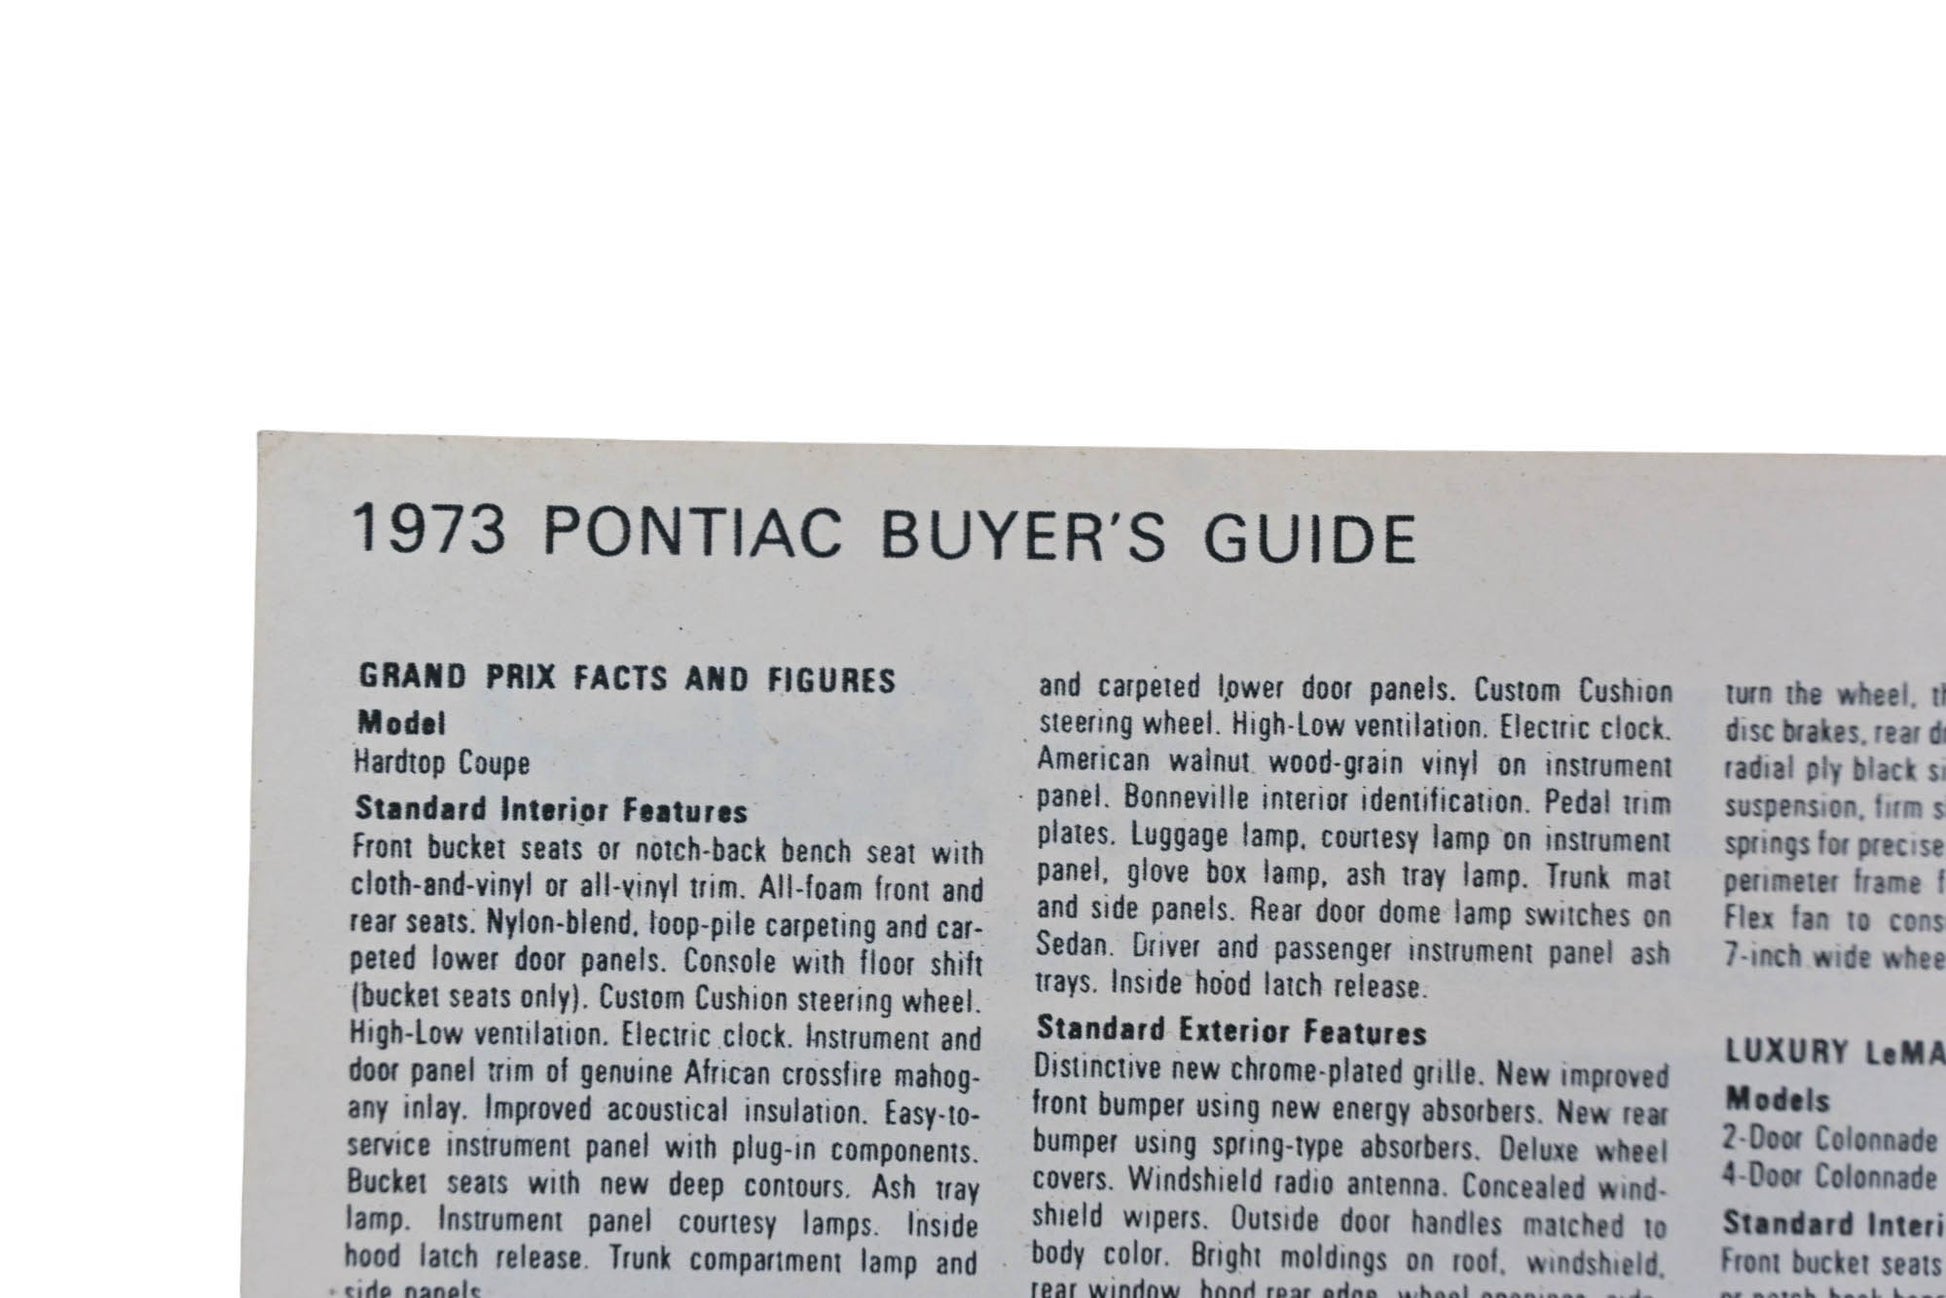 1973 PONTIAC BUYER'S GUIDE
GRAND PRIX FACTS AND FIGURES
Model
Hardtop Coupe
Standard Interior Features
Front bucket seats or notch-back bench seat with
cloth-and-vinyl or all-vinyl trim. All-foam front and
rear seats. Nylon-blend, loop-pile carpeting and car-
peted lower door panels. Console with floor shift
(bucket seats only). Custom Cushion steering wheel.
High-Low ventilation. Electric clock. Instrument and
door panel trim of genuine African crossfire mahog-
any inlay. Improved acoustical insulation. Easy-to-
service instrument panel with plug-in components.
Bucket seats with new deep contours. Ash tray
lamp. Instrument panel courtesy lamps. Inside
hood latch release. Trunk compartment lamp and
side panels
and carpeted lower door panels. Custom Cushion
steering wheel. High-Low ventilation. Electric clock.
American walnut wood-grain vinyl on instrument
panel. Bonneville interior identification. Pedal trim
plates. Luggage lamp, courtesy lamp on instrument
panel, glove box lamp, ash tray lamp. Trunk mat
and side panels. Rear door dome lamp switches on
Sedan. Driver and passenger instrument panel ash
trays. Inside hood latch release.
Standard Exterior Features
Distinctive new chrome-plated grille. New improved
front bumper using new energy absorbers. New rear
bumper using spring-type absorbers. Deluxe wheel
covers. Windshield radio antenna. Concealed wind-
shield wipers. Outside door handles matched to
body color. Bright moldings on roof, windshield,
rear window, hood rear edge, wheel openings,
turn the wheel,
disc brakes, rear
radial ply black
suspension, firm
springs for precise
perimeter frame
Flex fan to
7-inch wide
LUXURY LeMA
Models
2-Door Colonnade
4-Door Colonnade
Standard Interi
Front bucket seats